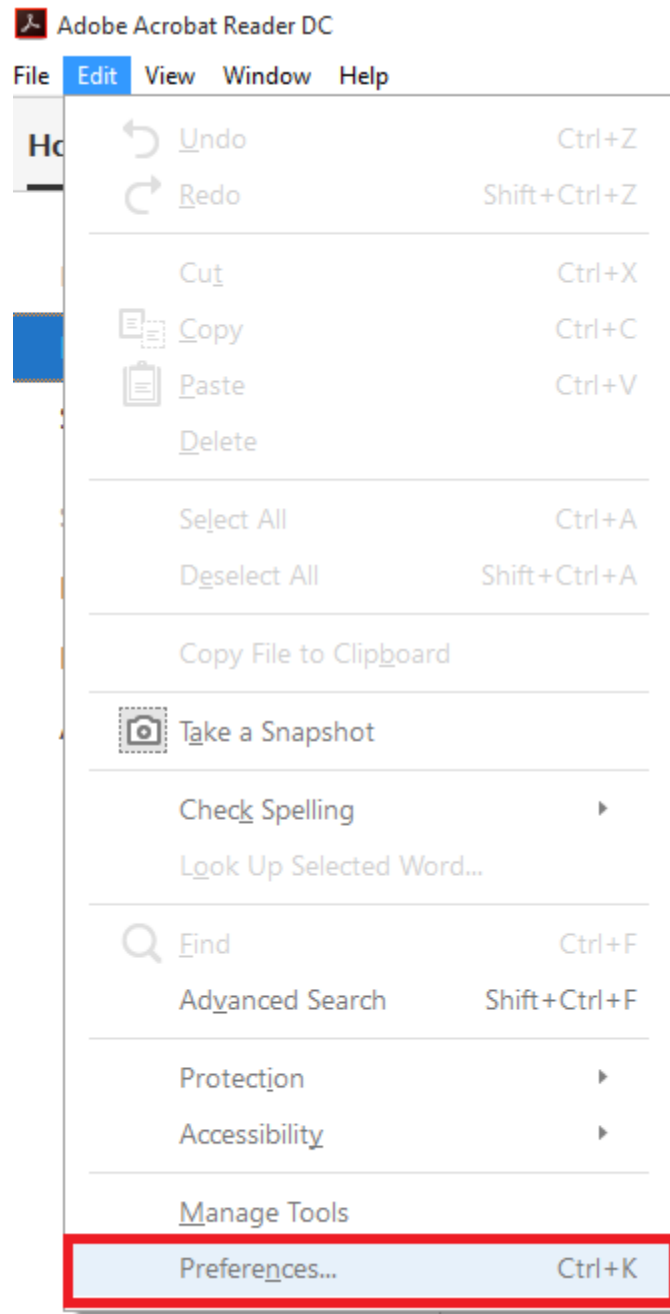 Adobe Acrobat Reader DC
File Edit View Window Help
Undo Ctrl+Z
Redo Shift+Ctrl+Z
Cut Ctrl+X
Copy Ctrl+C
Paste Ctrl+V
Delete
Select All Ctrl+A
Deselect All Shift+Ctrl+A
Copy File to Clipboard
Take a Snapshot
Check Spelling
Look Up Selected Word...
Find Ctrl+F
Advanced Search Shift+Ctrl+F
Protection
Accessibility
Manage Tools
Preferences... Ctrl+K